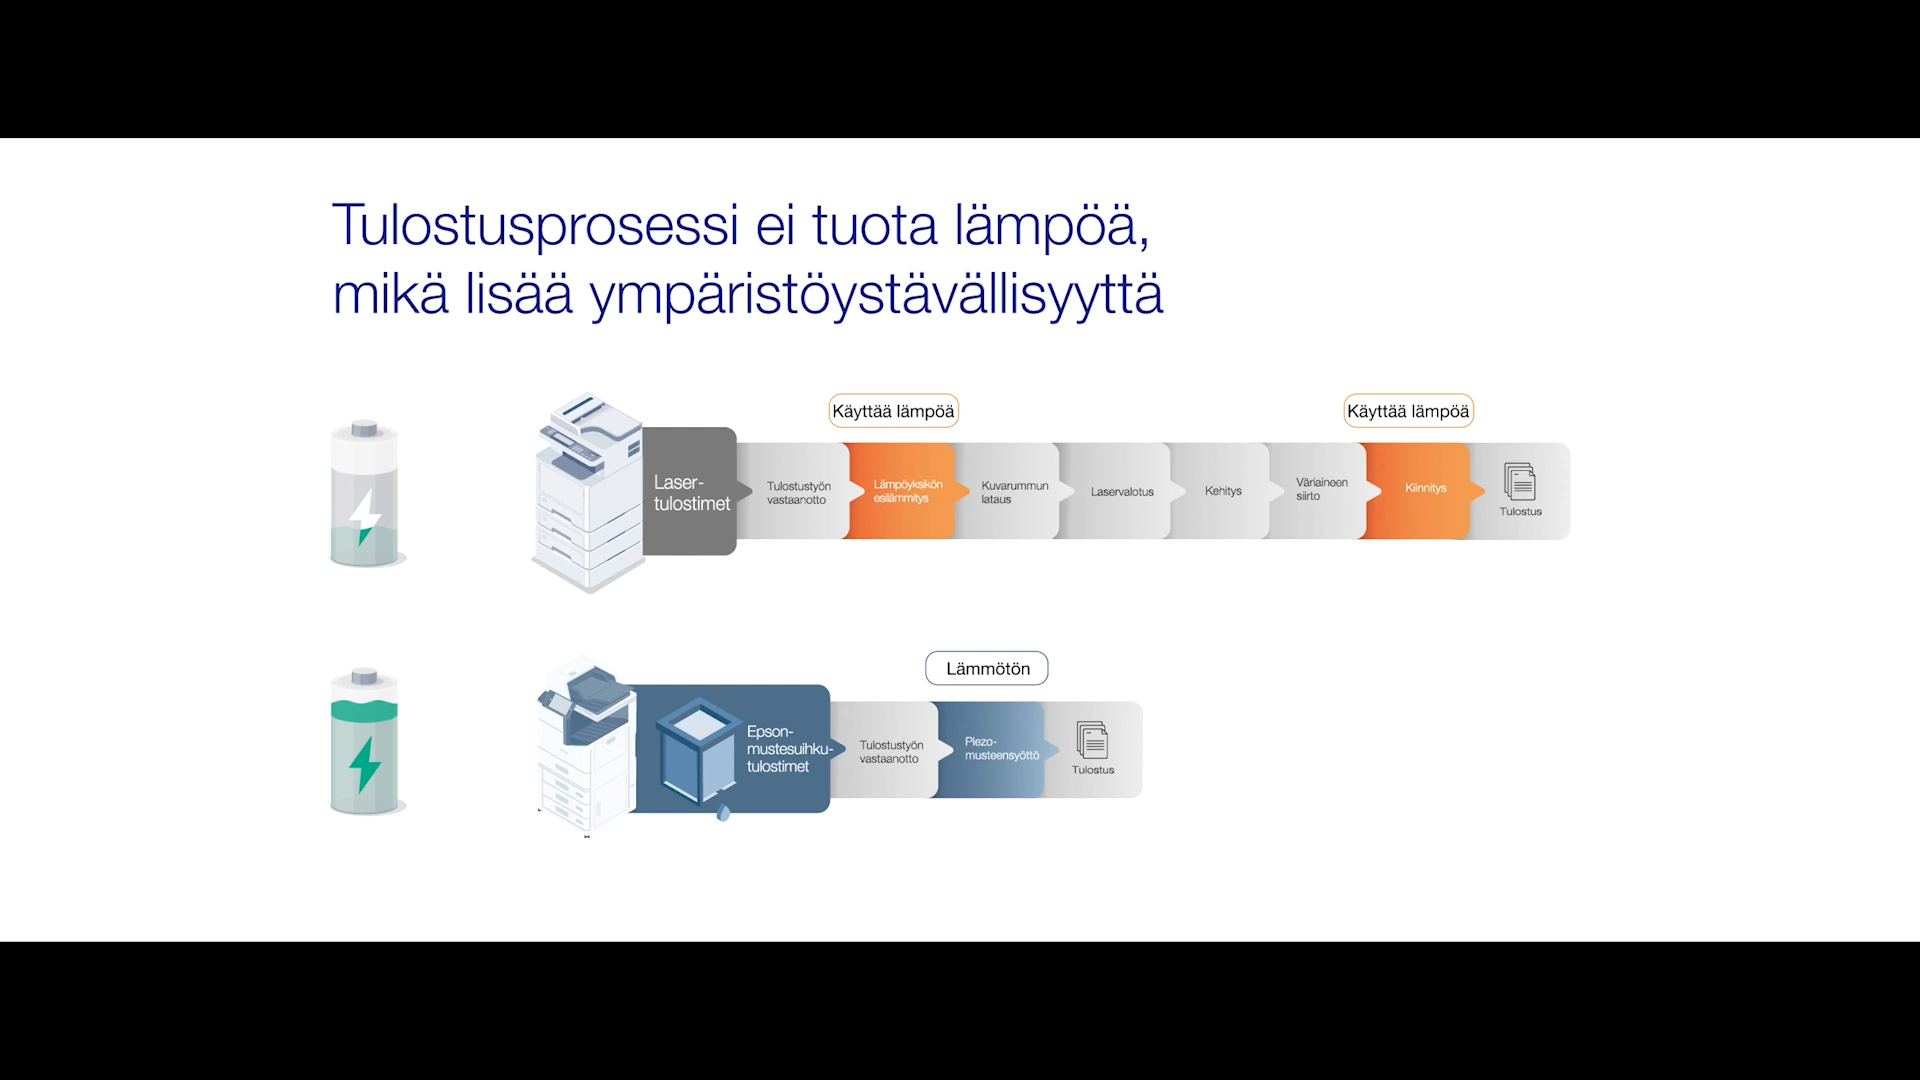 Tulostusprosessi ei tuota lämpöä,
mikä lisää ympäristöystävällisyyttä
Käyttää lämpöä
Käyttää lämpöä
Laser-
tulostimet
Tulostustyön
vastaanotto
Lämpöyksikön
esilämmitys
Kuvarummun
lataus
Laservalotus
Kehitys
Väriaineen
siirto
Kiinnitys
Tulostus
Lämmötön
Epson-
mustesuihku-
tulostimet
Tulostustyön
vastaanotto
Piezo-
musteensyöttö
Tulostus